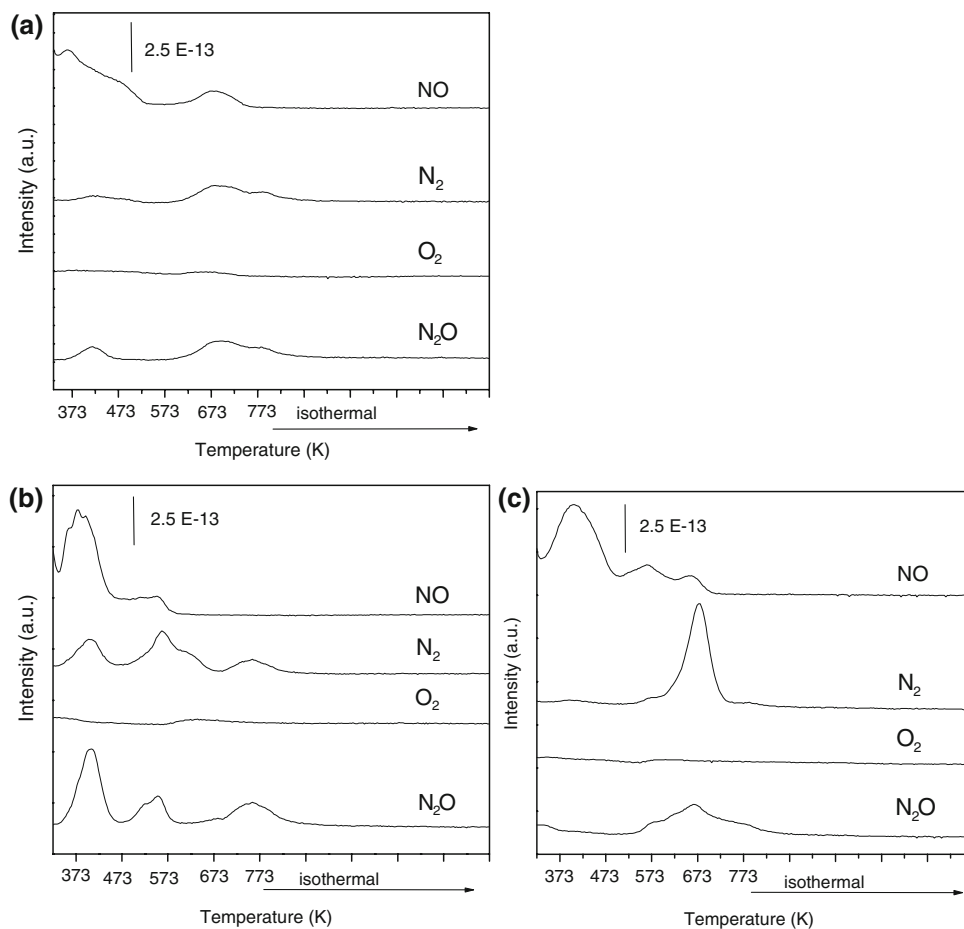 (a)
2.5 E-13
NO
N2
O2
N2O
Intensity (a.u.)
373 473 573 673 773 isothermal
Temperature (K)
(b)
2.5 E-13
NO
N2
O2
N2O
Intensity (a.u.)
373 473 573 673 773 isothermal
Temperature (K)
(c)
2.5 E-13
NO
N2
O2
N2O
Intensity (a.u.)
373 473 573 673 773 isothermal
Temperature (K)